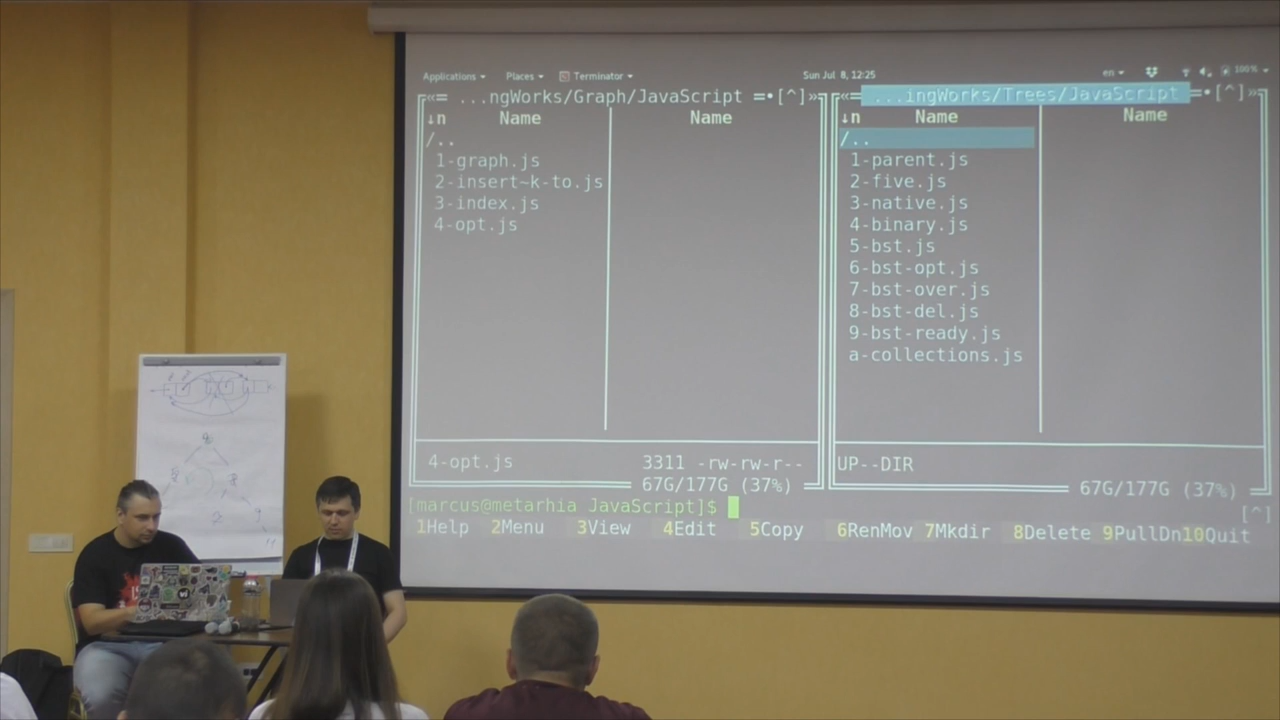 Applications Places Terminator Sun Jul 8, 12:25 en 100%
...ngWorks/Graph/JavaScript =•[^]»
↓n Name Name
/..
1-graph.js
2-insert~k-to.js
3-index.js
4-opt.js
4-opt.js 3311 -rw-rw-r--
67G/177G (37%)
...ingWorks/Trees/JavaScript =•[^]»
↓n Name Name
/..
1-parent.js
2-five.js
3-native.js
4-binary.js
5-bst.js
6-bst-opt.js
7-bst-over.js
8-bst-del.js
9-bst-ready.js
a-collections.js
UP--DIR
67G/177G (37%)
[marcus@metarhia JavaScript]$ [^]
1Help 2Menu 3View 4Edit 5Copy 6RenMov 7Mkdir 8Delete 9PullDn 10Quit